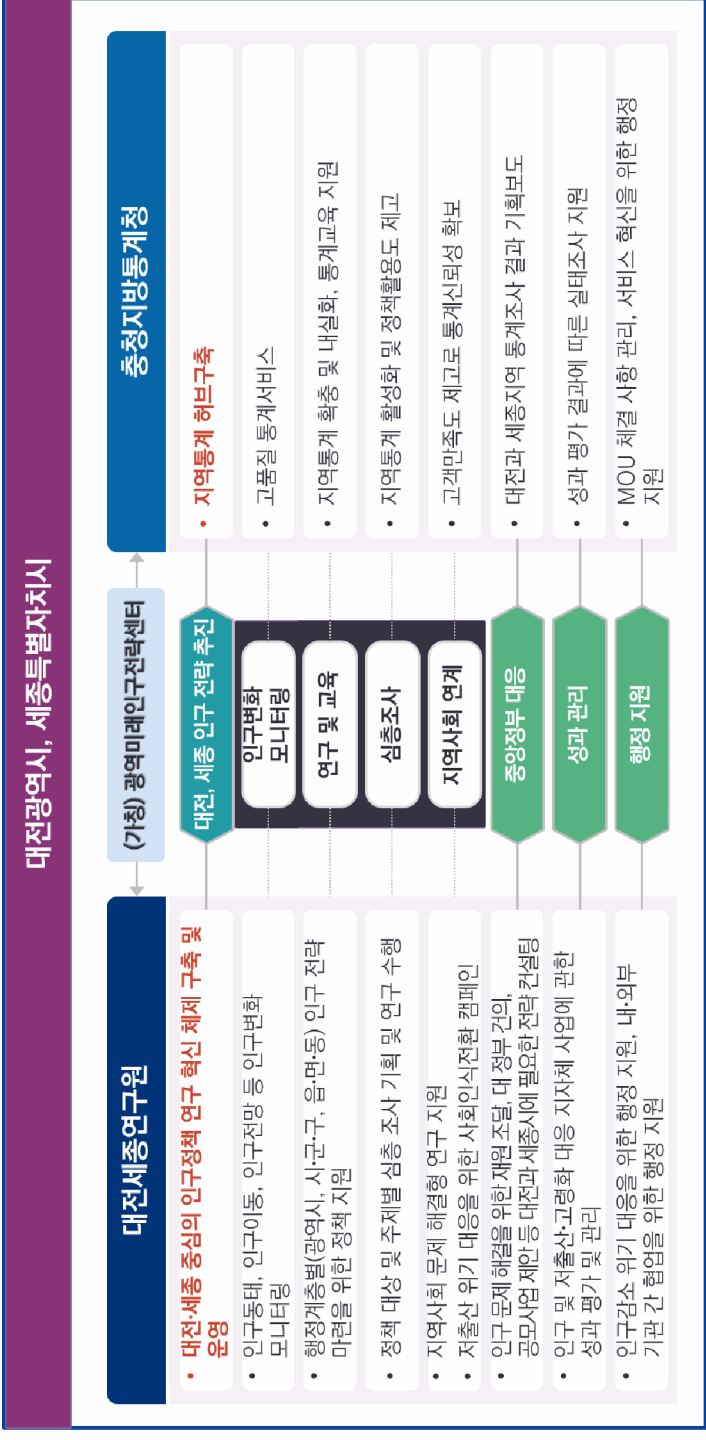 대전광역시, 세종특별자치시
대전세종연구원
(가칭) 광역미래인구전략센터
충청지방통계청
• 대전·세종 중심의 인구정책 연구 혁신 체제 구축 및
운영
대전, 세종 인구 전략 추진
• 지역통계 허브구축
• 인구동태, 인구이동, 인구전망 등 인구변화
모니터링
인구변화
모니터링
• 고품질 통계서비스
• 행정계층별(광역시, 시·군·구, 읍·면·동) 인구 전략
마련을 위한 정책 지원
연구 및 교육
• 지역통계 확충 및 내실화, 통계교육 지원
• 정책 대상 및 주제별 심층 조사 기획 및 연구 수행
심층조사
• 지역통계 활성화 및 정책활용도 제고
• 지역사회 문제 해결형 연구 지원
• 저출산 위기 대응을 위한 사회인식전환 캠페인
지역사회 연계
• 고객만족도 제고로 통계신뢰성 확보
• 인구 문제 해결을 위한 재원 조달, 대 정부 건의,
공모사업 제안 등 대전과 세종시에 필요한 전략 컨설팅
중앙정부 대응
• 대전과 세종지역 통계조사 결과 기획보도
• 인구 및 저출산·고령화 대응 지자체 사업에 관한
성과 평가 및 관리
성과 관리
• 성과 평가 결과에 따른 실태조사 지원
• 인구감소 위기 대응을 위한 행정 지원, 내·외부
기관 간 협업을 위한 행정 지원
행정 지원
• MOU 체결 사항 관리, 서비스 혁신을 위한 행정
지원